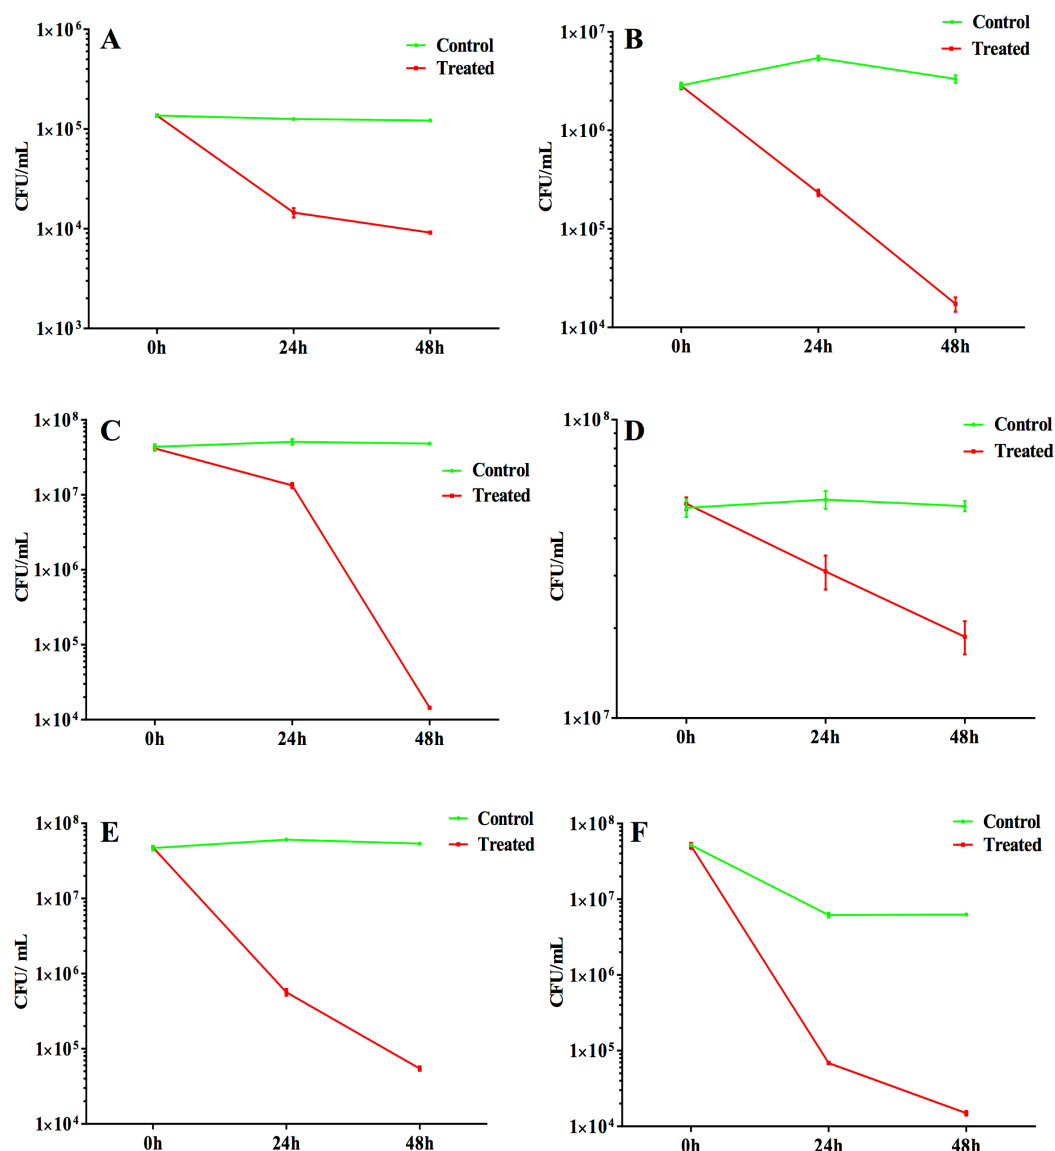 A
Control
Treated
1×10⁶
1×10⁵
1×10⁴
1×10³
CFU/mL
0h
24h
48h
B
Control
Treated
1×10⁷
1×10⁶
1×10⁵
1×10⁴
CFU/mL
0h
24h
48h
C
Control
Treated
1×10⁸
1×10⁷
1×10⁶
1×10⁵
1×10⁴
CFU/mL
0h
24h
48h
D
Control
Treated
1×10⁸
1×10⁷
CFU/mL
0h
24h
48h
E
Control
Treated
1×10⁸
1×10⁷
1×10⁶
1×10⁵
1×10⁴
CFU/ mL
0h
24h
48h
F
Control
Treated
1×10⁸
1×10⁷
1×10⁶
1×10⁵
1×10⁴
CFU/mL
0h
24h
48h